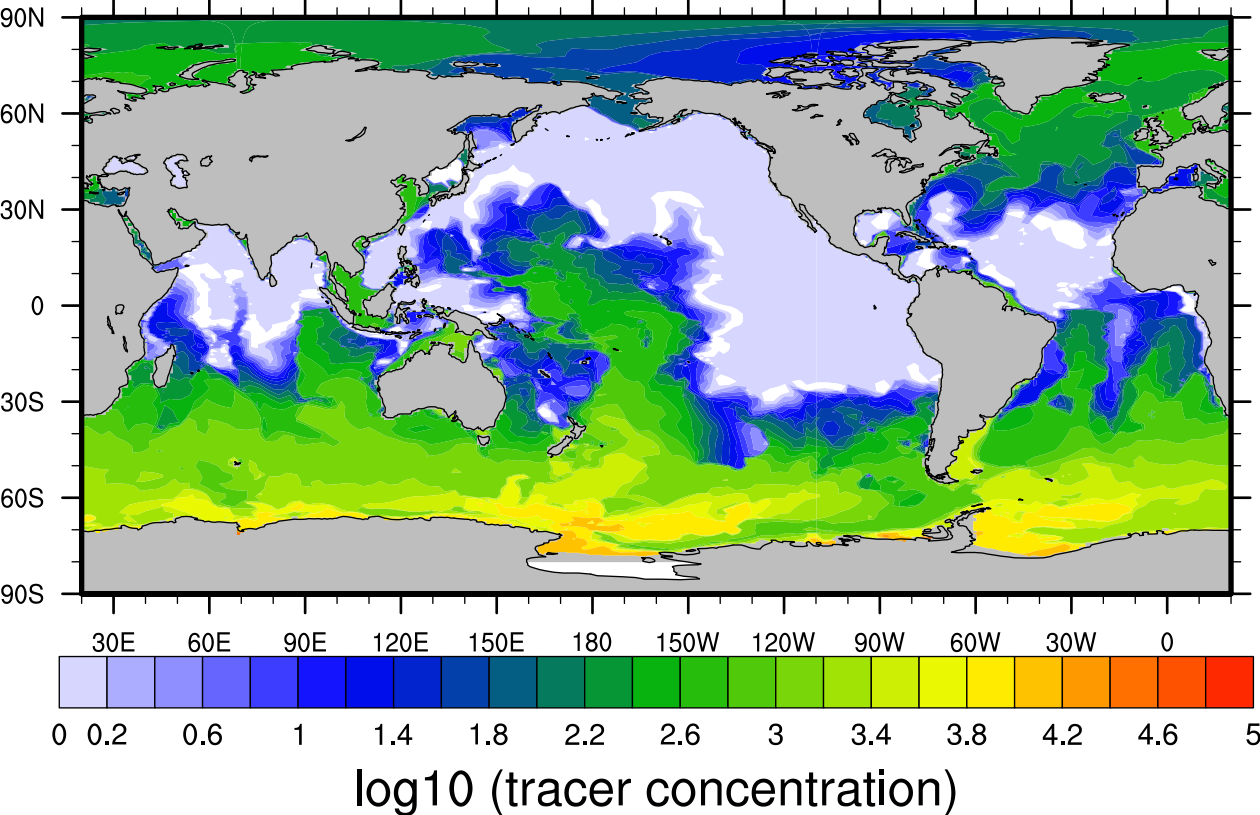 90N
60N
30N
0
30S
60S
90S
30E 60E 90E 120E 150E 180 150W 120W 90W 60W 30W 0
0 0.2 0.6 1 1.4 1.8 2.2 2.6 3 3.4 3.8 4.2 4.6 5
log10 (tracer concentration)